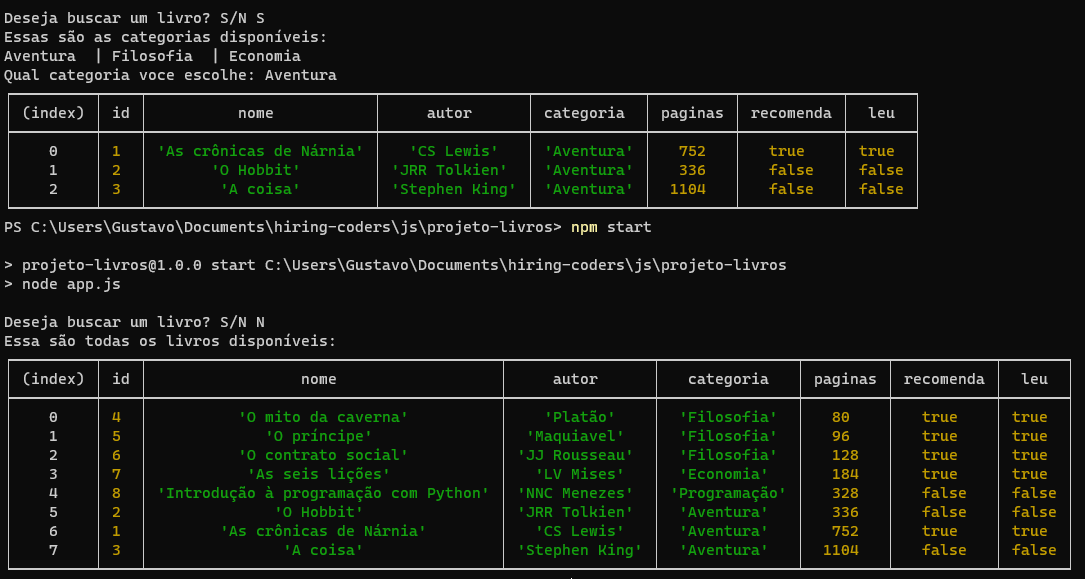 Deseja buscar um livro? S/N S
Essas são as categorias disponíveis:
Aventura  | Filosofia  | Economia
Qual categoria voce escolhe: Aventura
(index) id nome autor categoria paginas recomenda leu
0 1 'As crônicas de Nárnia' 'CS Lewis' 'Aventura' 752 true true
1 2 'O Hobbit' 'JRR Tolkien' 'Aventura' 336 false false
2 3 'A coisa' 'Stephen King' 'Aventura' 1104 false false
PS C:\Users\Gustavo\Documents\hiring-coders\js\projeto-livros> npm start
> projeto-livros@1.0.0 start C:\Users\Gustavo\Documents\hiring-coders\js\projeto-livros
> node app.js
Deseja buscar um livro? S/N N
Essa são todas os livros disponíveis:
(index) id nome autor categoria paginas recomenda leu
0 4 'O mito da caverna' 'Platão' 'Filosofia' 80 true true
1 5 'O príncipe' 'Maquiavel' 'Filosofia' 96 true true
2 6 'O contrato social' 'JJ Rousseau' 'Filosofia' 128 true true
3 7 'As seis lições' 'LV Mises' 'Economia' 184 true true
4 8 'Introdução à programação com Python' 'NNC Menezes' 'Programação' 328 false false
5 2 'O Hobbit' 'JRR Tolkien' 'Aventura' 336 false false
6 1 'As crônicas de Nárnia' 'CS Lewis' 'Aventura' 752 true true
7 3 'A coisa' 'Stephen King' 'Aventura' 1104 false false